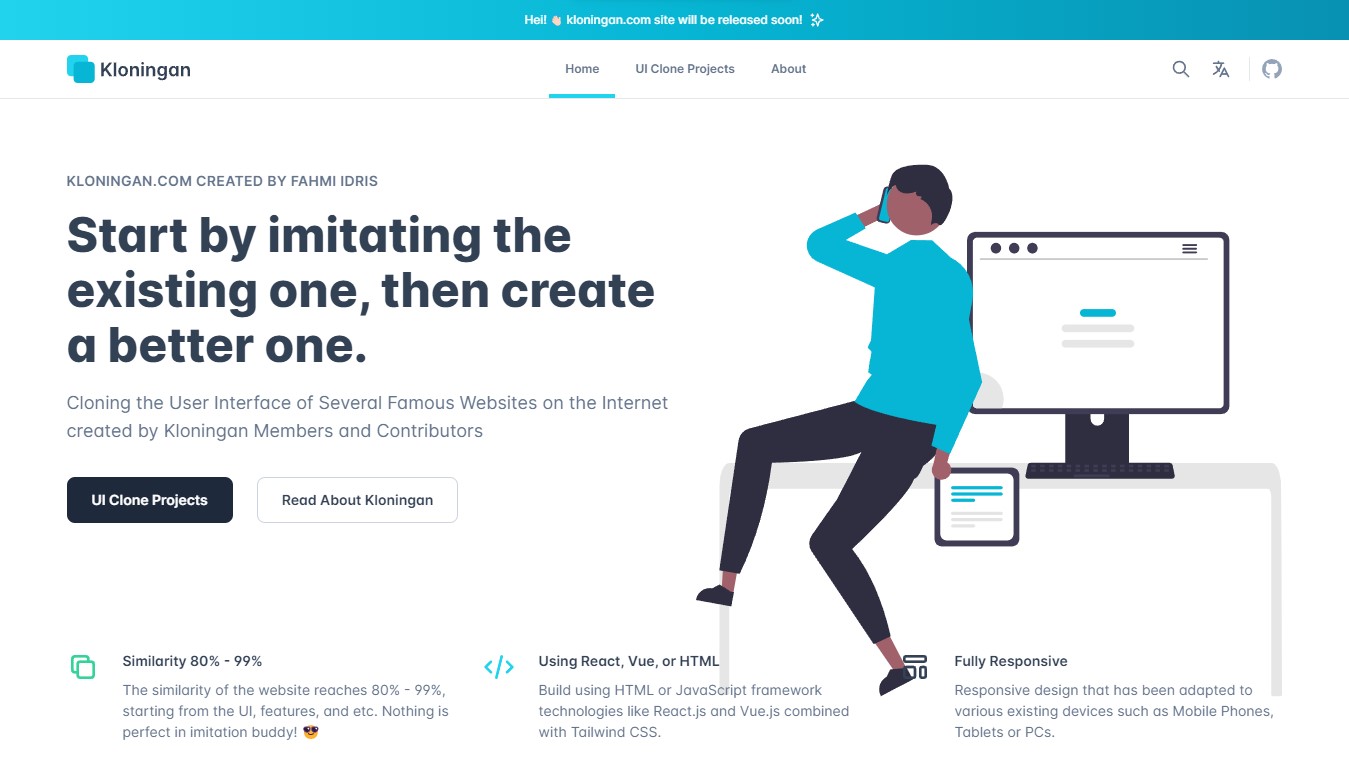 Hei! 👋🏻 kloningan.com site will be released soon! ✨
Kloningan
Home
UI Clone Projects
About
KLONINGAN.COM CREATED BY FAHMI IDRIS
Start by imitating the
existing one, then create
a better one.
Cloning the User Interface of Several Famous Websites on the Internet
created by Kloningan Members and Contributors
UI Clone Projects
Read About Kloningan
Similarity 80% - 99%
The similarity of the website reaches 80% - 99%,
starting from the UI, features, and etc. Nothing is
perfect in imitation buddy! 😎
Using React, Vue, or HTML
Build using HTML or JavaScript framework
technologies like React.js and Vue.js combined
with Tailwind CSS.
Fully Responsive
Responsive design that has been adapted to
various existing devices such as Mobile Phones,
Tablets or PCs.